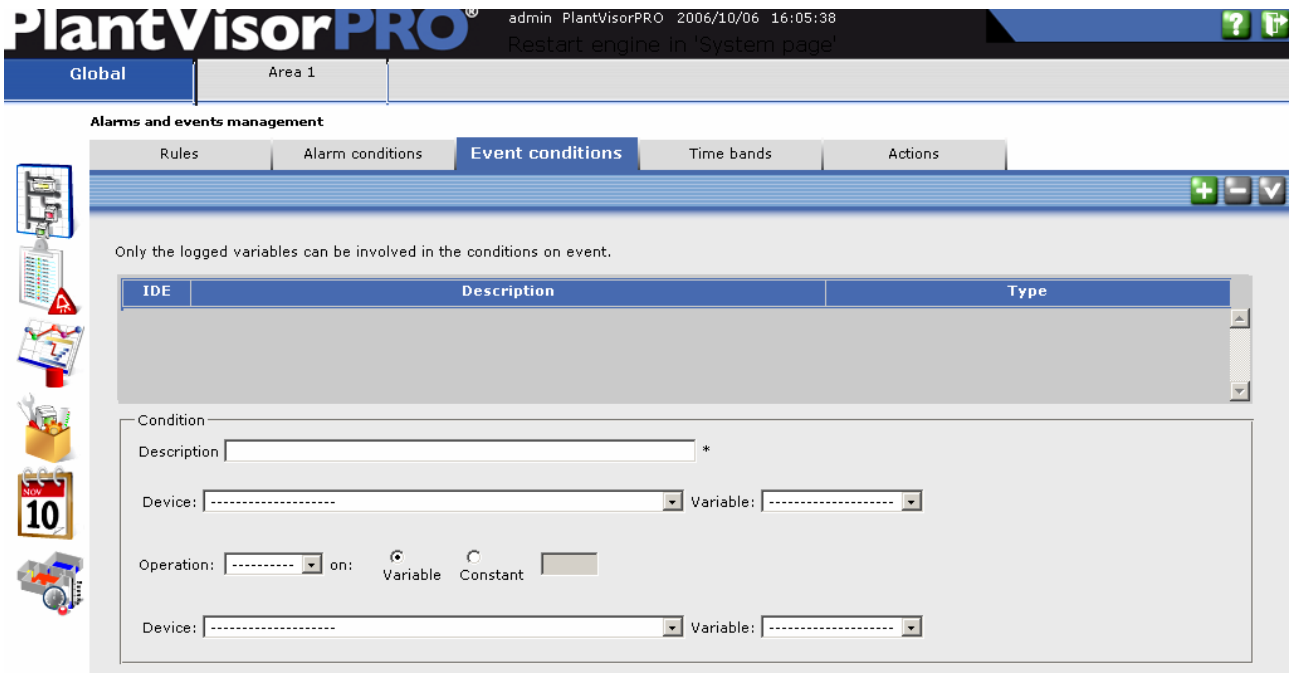 PlantVisorPRO® admin PlantVisorPRO 2006/10/06 16:05:38
Restart engine in 'System page'
Global Area 1
Alarms and events management
Rules Alarm conditions Event conditions Time bands Actions
Only the logged variables can be involved in the conditions on event.
IDE Description Type
Condition
Description *
Device: -------------------- Variable: --------------------
Operation: ---------- on: Variable Constant
Device: -------------------- Variable: --------------------
NOV
10